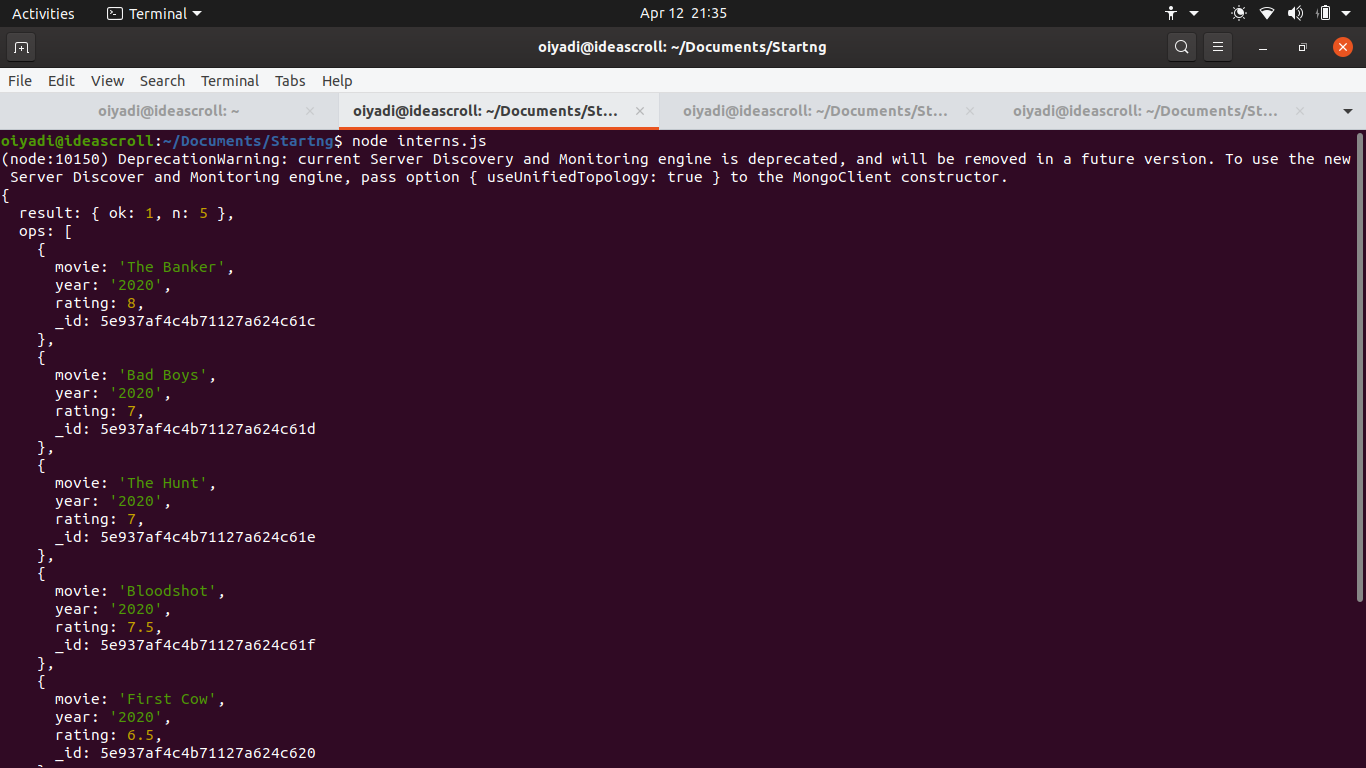 Activities Terminal Apr 12 21:35
oiyadi@ideascroll: ~/Documents/Startng
File Edit View Search Terminal Tabs Help
oiyadi@ideascroll: ~ × oiyadi@ideascroll: ~/Documents/St... × oiyadi@ideascroll: ~/Documents/St... × oiyadi@ideascroll: ~/Documents/St... ×
oiyadi@ideascroll:~/Documents/Startng$ node interns.js
(node:10150) DeprecationWarning: current Server Discovery and Monitoring engine is deprecated, and will be removed in a future version. To use the new
 Server Discover and Monitoring engine, pass option { useUnifiedTopology: true } to the MongoClient constructor.
{
  result: { ok: 1, n: 5 },
  ops: [
    {
      movie: 'The Banker',
      year: '2020',
      rating: 8,
      _id: 5e937af4c4b71127a624c61c
    },
    {
      movie: 'Bad Boys',
      year: '2020',
      rating: 7,
      _id: 5e937af4c4b71127a624c61d
    },
    {
      movie: 'The Hunt',
      year: '2020',
      rating: 7,
      _id: 5e937af4c4b71127a624c61e
    },
    {
      movie: 'Bloodshot',
      year: '2020',
      rating: 7.5,
      _id: 5e937af4c4b71127a624c61f
    },
    {
      movie: 'First Cow',
      year: '2020',
      rating: 6.5,
      _id: 5e937af4c4b71127a624c620